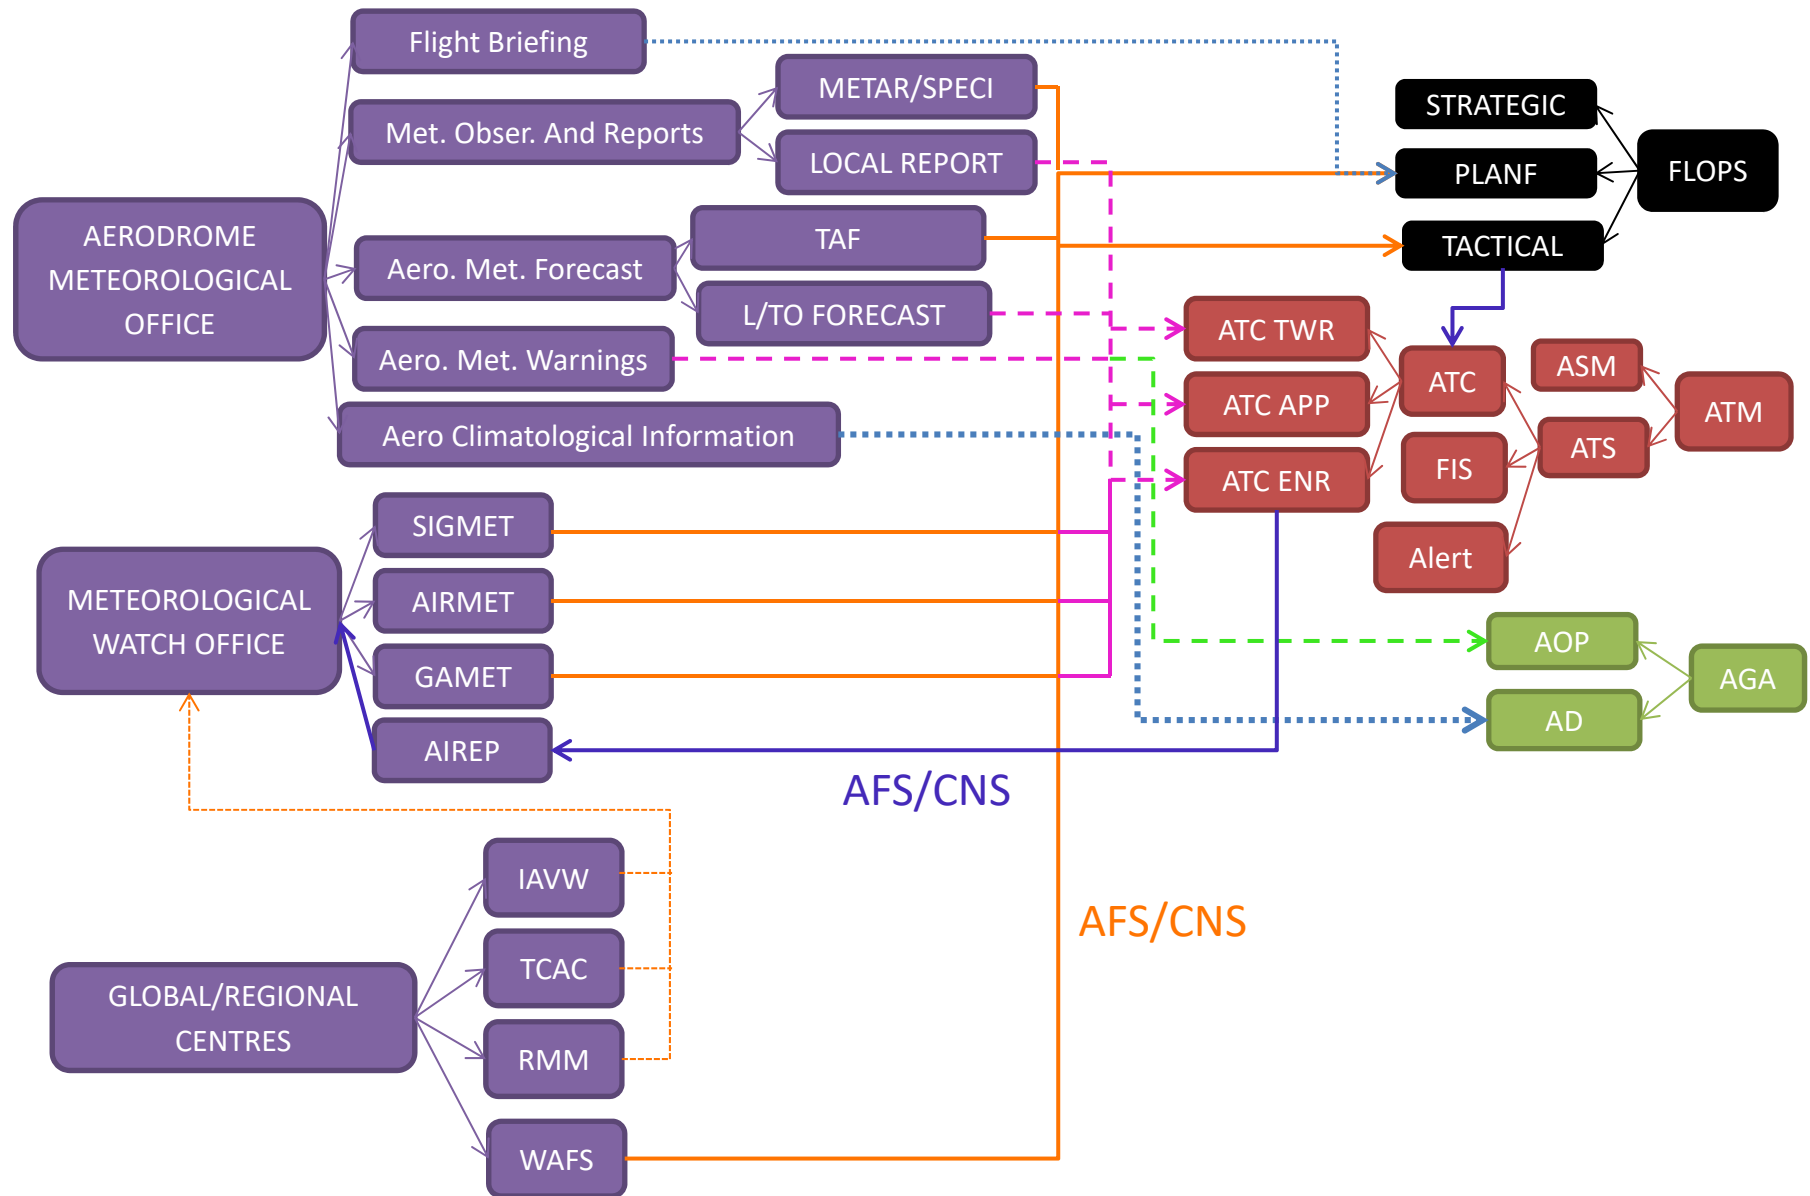 Flight Briefing
Met. Obser. And Reports
METAR/SPECI
LOCAL REPORT
AERODROME
METEOROLOGICAL
OFFICE
Aero. Met. Forecast
TAF
L/TO FORECAST
Aero. Met. Warnings
Aero Climatological Information
STRATEGIC
PLANF
TACTICAL
FLOPS
ATC TWR
ATC APP
ATC ENR
ATC
FIS
Alert
ASM
ATS
ATM
SIGMET
AIRMET
GAMET
AIREP
METEOROLOGICAL
WATCH OFFICE
AOP
AD
AGA
AFS/CNS
AFS/CNS
IAVW
TCAC
RMM
WAFS
GLOBAL/REGIONAL
CENTRES